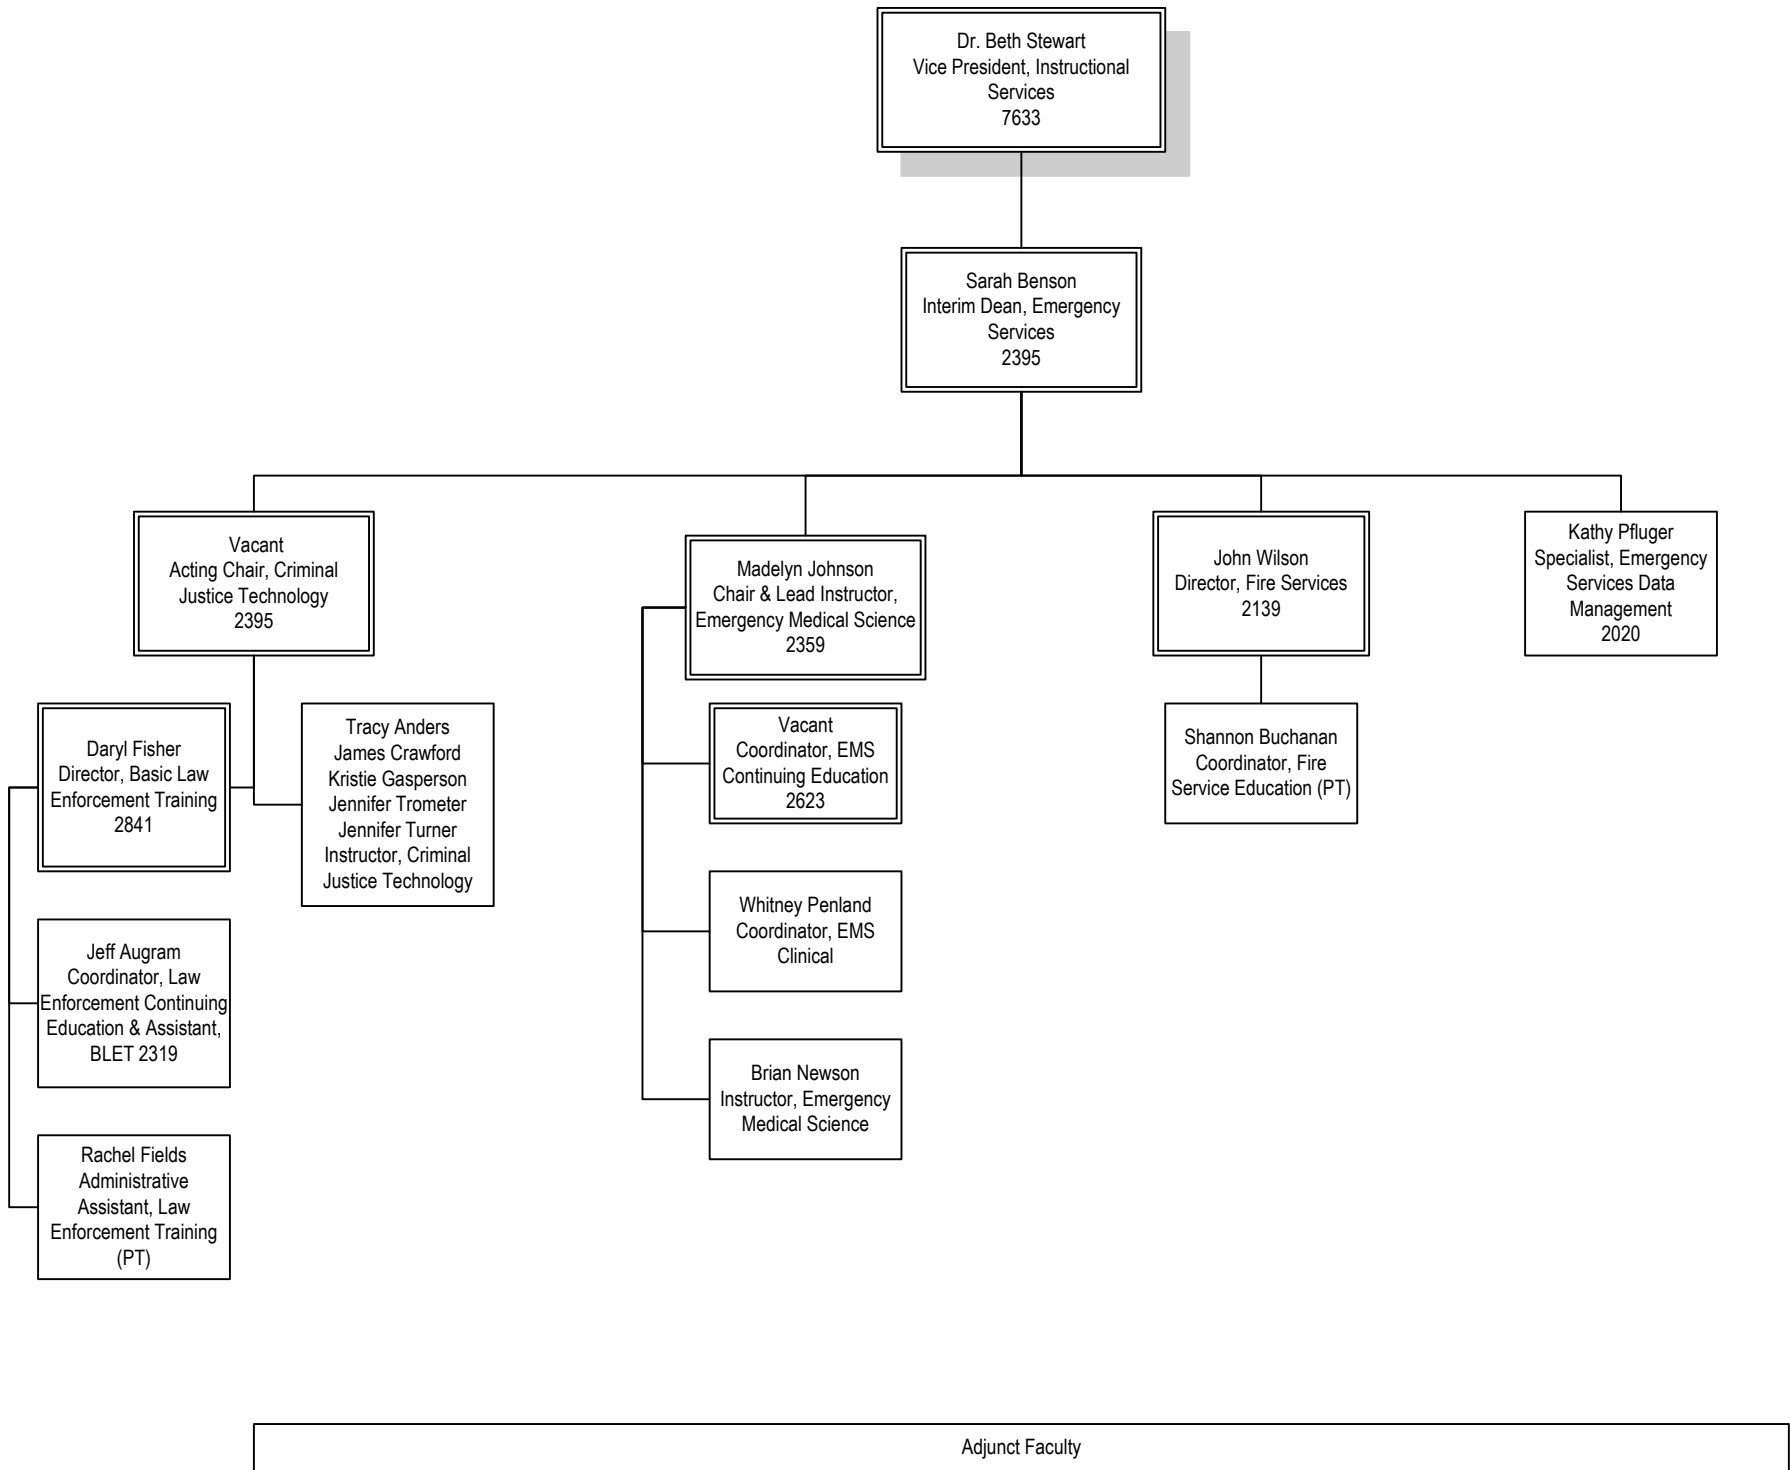 Dr. Beth Stewart
Vice President, Instructional
Services
7633
Sarah Benson
Interim Dean, Emergency
Services
2395
Vacant
Acting Chair, Criminal
Justice Technology
2395
Madelyn Johnson
Chair & Lead Instructor,
Emergency Medical Science
2359
John Wilson
Director, Fire Services
2139
Kathy Pfluger
Specialist, Emergency
Services Data
Management
2020
Daryl Fisher
Director, Basic Law
Enforcement Training
2841
Tracy Anders
James Crawford
Kristie Gasperson
Jennifer Trometer
Jennifer Turner
Instructor, Criminal
Justice Technology
Vacant
Coordinator, EMS
Continuing Education
2623
Shannon Buchanan
Coordinator, Fire
Service Education (PT)
Jeff Augram
Coordinator, Law
Enforcement Continuing
Education & Assistant,
BLET 2319
Whitney Penland
Coordinator, EMS
Clinical
Brian Newson
Instructor, Emergency
Medical Science
Rachel Fields
Administrative
Assistant, Law
Enforcement Training
(PT)
Adjunct Faculty